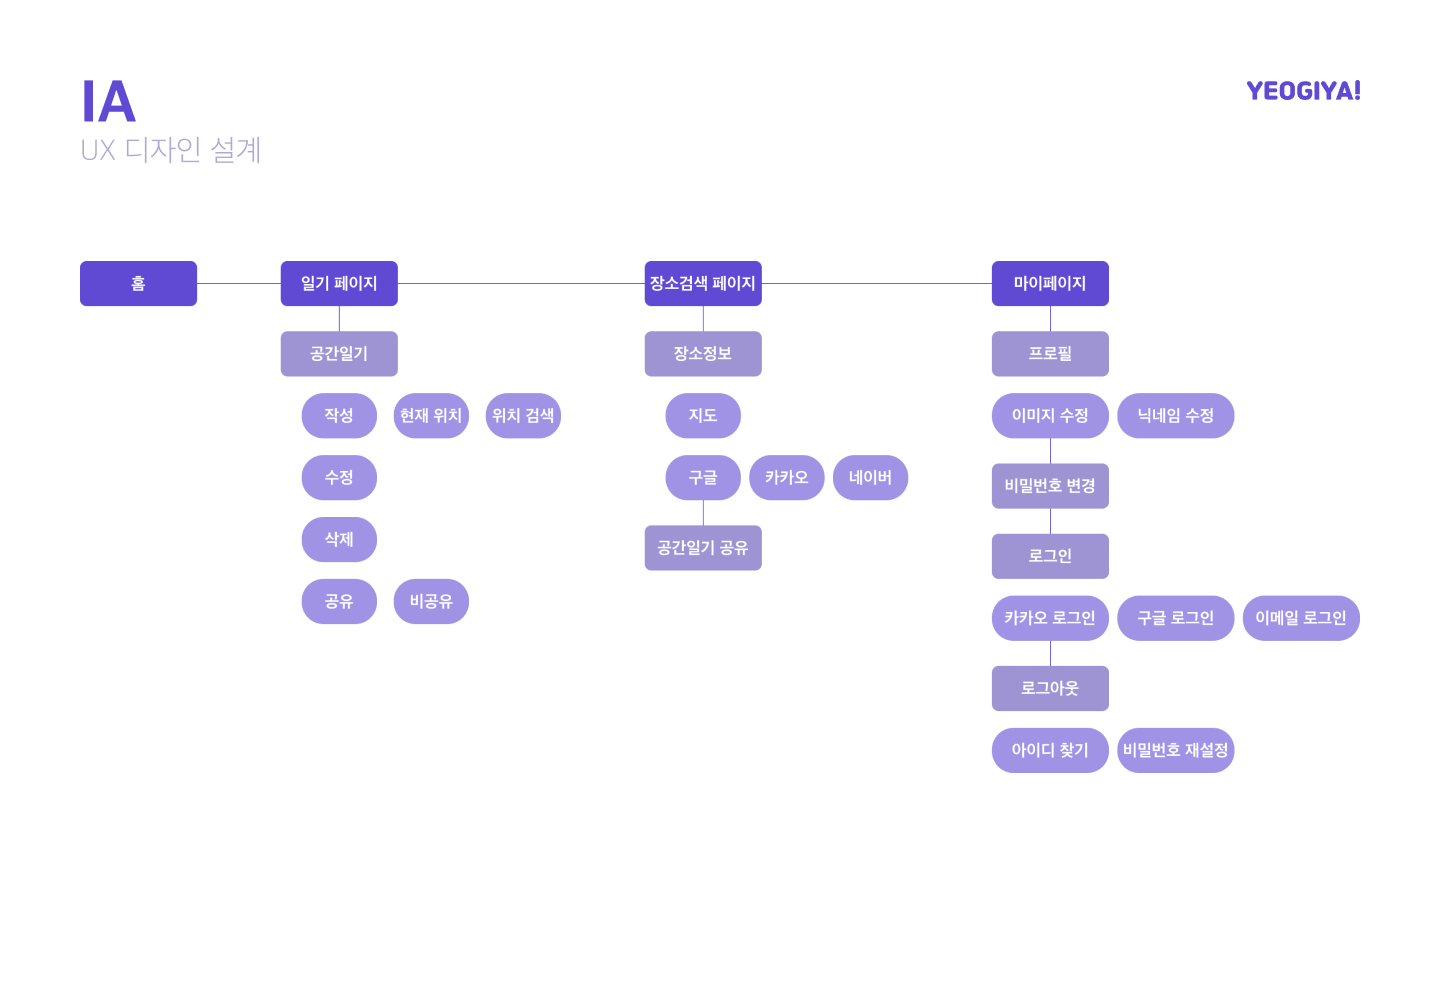 IA
YEOGIYA!
UX 디자인 설계
홈
일기 페이지
장소검색 페이지
마이페이지
공간일기
장소정보
프로필
작성
현재 위치
위치 검색
지도
이미지 수정
닉네임 수정
수정
구글
카카오
네이버
비밀번호 변경
삭제
공간일기 공유
로그인
공유
비공유
카카오 로그인
구글 로그인
이메일 로그인
로그아웃
아이디 찾기
비밀번호 재설정